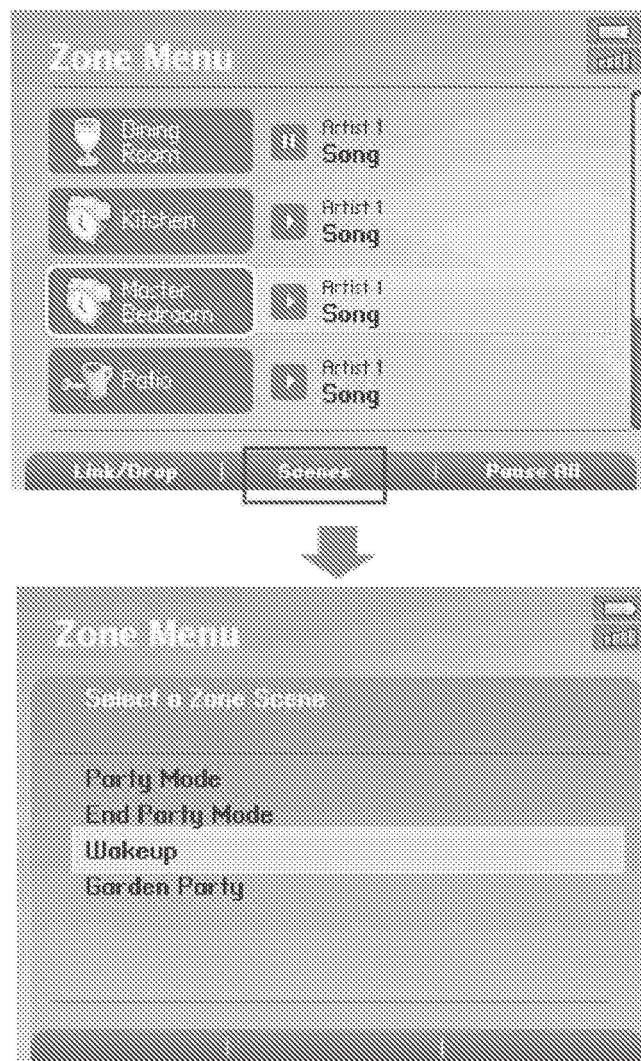 Zone Menu
Dining
Room
Artist 1
Song
Kitchen
Artist 1
Song
Master
Bedroom
Artist 1
Song
Patio
Artist 1
Song
Link/Drop
Scenes
Pause All
Zone Menu
Select a Zone Scene
Party Mode
End Party Mode
Wakeup
Garden Party